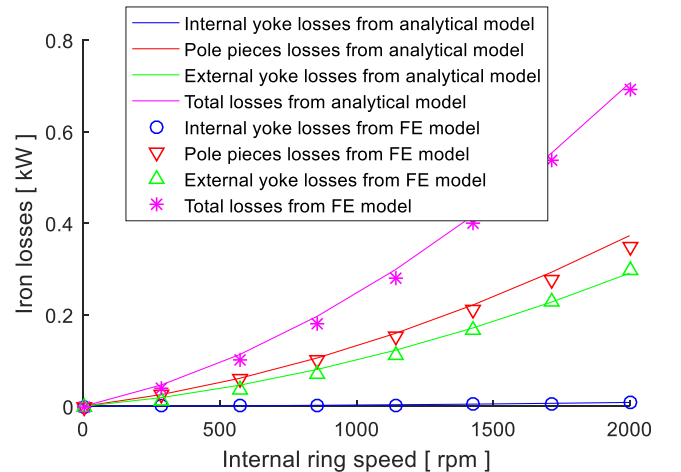 Internal yoke losses from analytical model
Pole pieces losses from analytical model
External yoke losses from analytical model
Total losses from analytical model
Internal yoke losses from FE model
Pole pieces losses from FE model
External yoke losses from FE model
Total losses from FE model
0.8
0.6
0.4
0.2
0
Iron losses [ kW ]
0
500
1000
1500
2000
Internal ring speed [ rpm ]